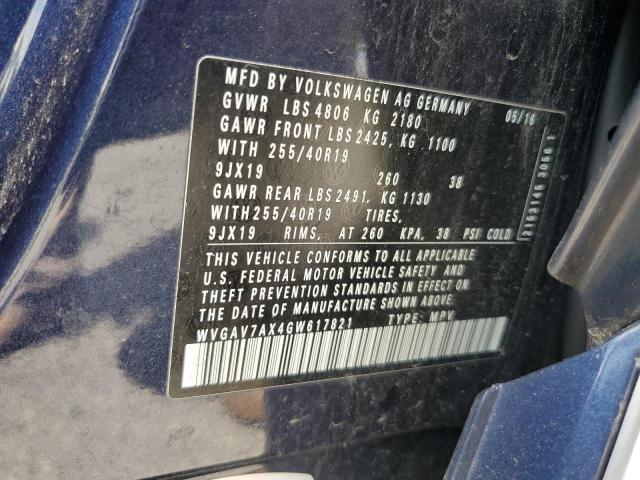 MFD BY VOLKSWAGEN AG GERMANY 05/16
GVWR LBS 4806 KG 2180
GAWR FRONT LBS 2425, KG 1100
WITH 255/40R19
9JX19 260 38
GAWR REAR LBS 2491, KG 1130
WITH 255/40R19 TIRES,
9JX19 RIMS, AT 260 KPA, 38 PSI COLD
THIS VEHICLE CONFORMS TO ALL APPLICABLE
U.S. FEDERAL MOTOR VEHICLE SAFETY AND
THEFT PREVENTION STANDARDS IN EFFECT ON
THE DATE OF MANUFACTURE SHOWN ABOVE.
WVGAV7AX4GW617821 TYPE: MPV